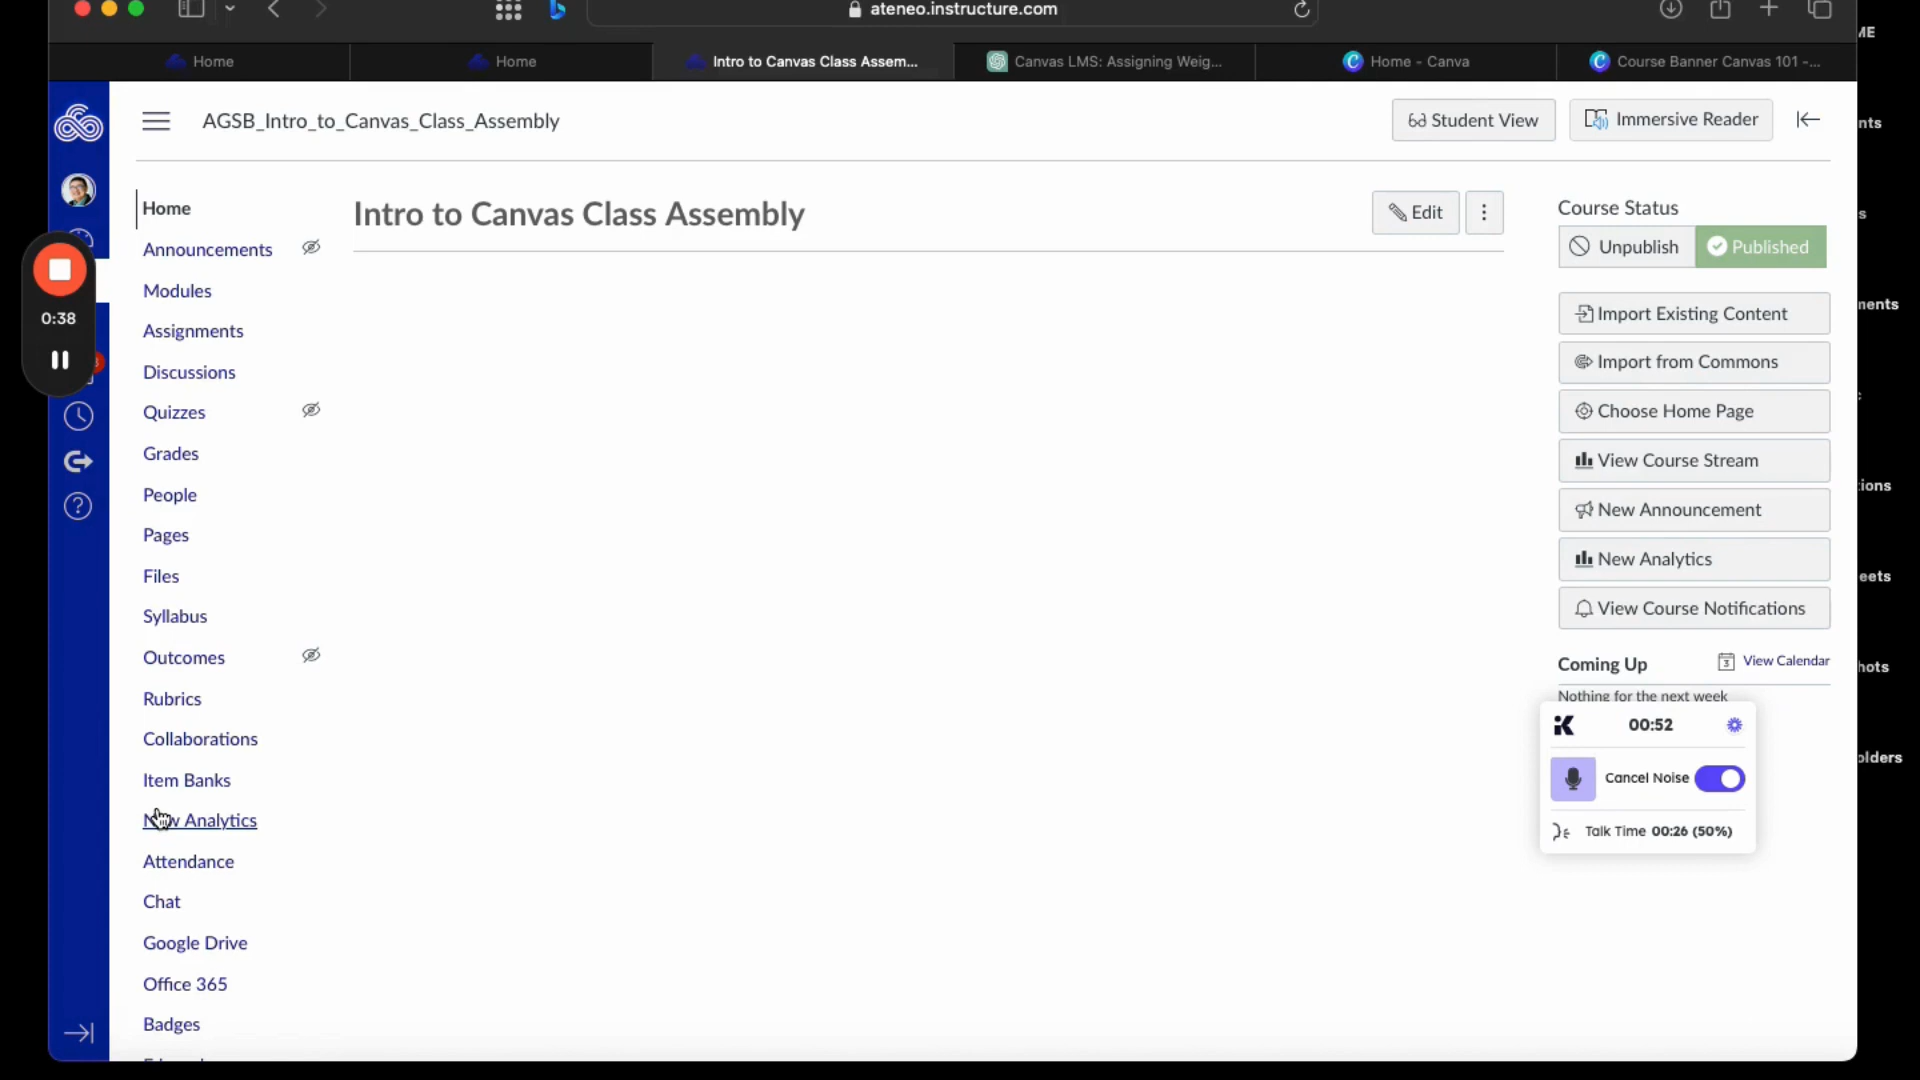 ateneo.instructure.com
Home
Home
Intro to Canvas Class Assem...
Canvas LMS: Assigning Weig...
Home - Canva
Course Banner Canvas 101 -...
AGSB_Intro_to_Canvas_Class_Assembly
Student View
Immersive Reader
Home
Announcements
Modules
Assignments
Discussions
Quizzes
Grades
People
Pages
Files
Syllabus
Outcomes
Rubrics
Collaborations
Item Banks
New Analytics
Attendance
Chat
Google Drive
Office 365
Badges
0:38
Intro to Canvas Class Assembly
Edit
Course Status
Unpublish
Published
Import Existing Content
Import from Commons
Choose Home Page
View Course Stream
New Announcement
New Analytics
View Course Notifications
Coming Up
3
View Calendar
Nothing for the next week
00:52
Cancel Noise
Talk Time 00:26 (50%)